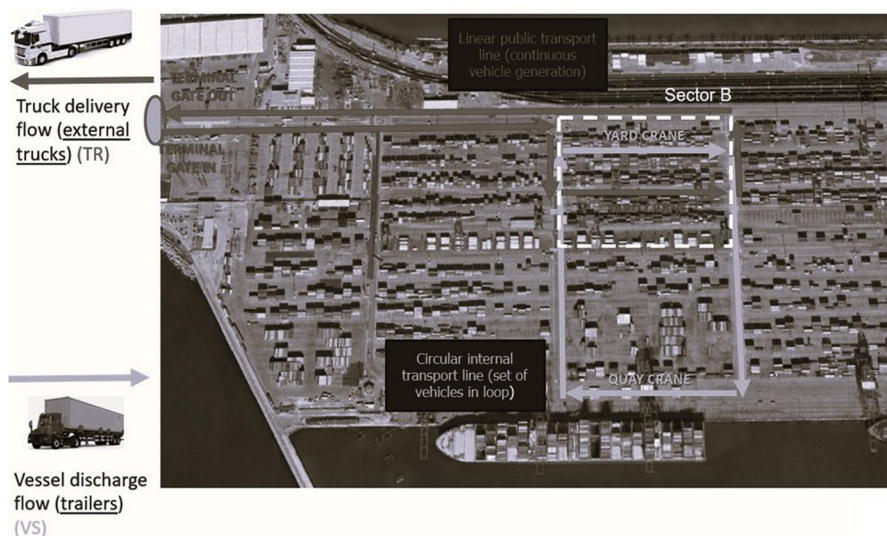 Linear public transport
line (continuous
vehicle generation)
TERMINAL
GATE OUT
Truck delivery
flow (external
trucks) (TR)
Sector B
YARD CRANE
TERMINAL
GATE IN
Circular internal
transport line (set of
vehicles in loop)
QUAY CRANE
Vessel discharge
flow (trailers)
(VS)